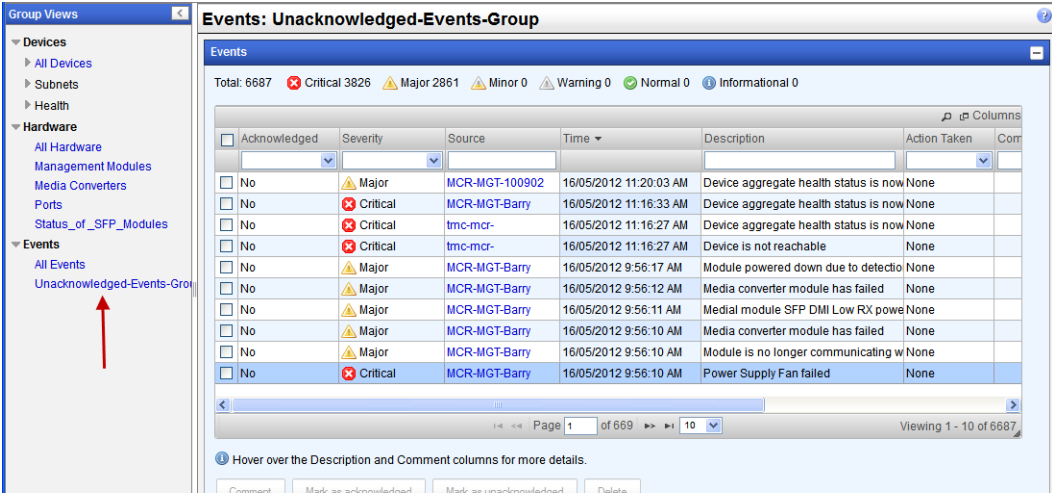 Group Views
Devices
All Devices
Subnets
Health
Hardware
All Hardware
Management Modules
Media Converters
Ports
Status_of_SFP_Modules
Events
All Events
Unacknowledged-Events-Grou
Events: Unacknowledged-Events-Group
Events
Total: 6687 Critical 3826 Major 2861 Minor 0 Warning 0 Normal 0 Informational 0
Columns
Acknowledged Severity Source Time Description Action Taken Com
No Major MCR-MGT-100902 16/05/2012 11:20:03 AM Device aggregate health status is now None
No Critical MCR-MGT-Barry 16/05/2012 11:16:33 AM Device aggregate health status is now None
No Critical tmc-mcr- 16/05/2012 11:16:27 AM Device aggregate health status is now None
No Critical tmc-mcr- 16/05/2012 11:16:27 AM Device is not reachable None
No Major MCR-MGT-Barry 16/05/2012 9:56:17 AM Module powered down due to detectio None
No Major MCR-MGT-Barry 16/05/2012 9:56:12 AM Media converter module has failed None
No Major MCR-MGT-Barry 16/05/2012 9:56:11 AM Medial module SFP DMI Low RX powe None
No Major MCR-MGT-Barry 16/05/2012 9:56:10 AM Media converter module has failed None
No Major MCR-MGT-Barry 16/05/2012 9:56:10 AM Module is no longer communicating w None
No Critical MCR-MGT-Barry 16/05/2012 9:56:10 AM Power Supply Fan failed None
Page 1 of 669 10 Viewing 1 - 10 of 6687
Hover over the Description and Comment columns for more details.
Comment Mark as acknowledged Mark as unacknowledged Delete